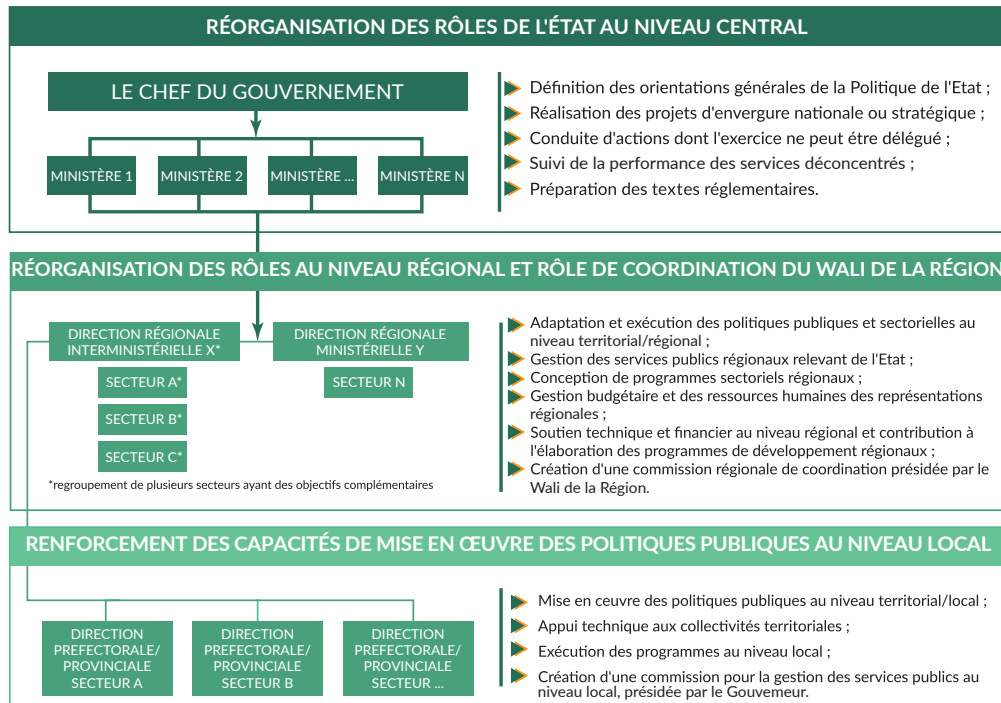 RÉORGANISATION DES RÔLES DE L'ÉTAT AU NIVEAU CENTRAL
LE CHEF DU GOUVERNEMENT
MINISTÈRE 1
MINISTÈRE 2
MINISTÈRE ...
MINISTÈRE N
Définition des orientations générales de la Politique de l'Etat ;
Réalisation des projets d'envergure nationale ou stratégique ;
Conduite d'actions dont l'exercice ne peut étre délégué ;
Suivi de la performance des services déconcentrés ;
Préparation des textes réglementaires.
RÉORGANISATION DES RÔLES AU NIVEAU RÉGIONAL ET RÔLE DE COORDINATION DU WALI DE LA RÉGION
DIRECTION RÉGIONALE
INTERMINISTÉRIELLE X*
SECTEUR A*
SECTEUR B*
SECTEUR C*
DIRECTION RÉGIONALE
MINISTÉRIELLE Y
SECTEUR N
*regroupement de plusieurs secteurs ayant des objectifs complémentaires
Adaptation et exécution des politiques publiques et sectorielles au
niveau territorial/régional ;
Gestion des services publics régionaux relevant de l'Etat ;
Conception de programmes sectoriels régionaux ;
Gestion budgétaire et des ressources humaines des représentations
régionales ;
Soutien technique et financier au niveau régional et contribution à
l'élaboration des programmes de développement régionaux ;
Création d'une commission régionale de coordination présidée par le
Wali de la Région.
RENFORCEMENT DES CAPACITÉS DE MISE EN ŒUVRE DES POLITIQUES PUBLIQUES AU NIVEAU LOCAL
DIRECTION
PREFECTORALE/
PROVINCIALE
SECTEUR A
DIRECTION
PREFECTORALE/
PROVINCIALE
SECTEUR B
DIRECTION
PREFECTORALE/
PROVINCIALE
SECTEUR ...
Mise en œuvre des politiques publiques au niveau territorial/local ;
Appui technique aux collectivités territoriales ;
Exécution des programmes au niveau local ;
Création d'une commission pour la gestion des services publics au
niveau local, présidée par le Gouvemeur.